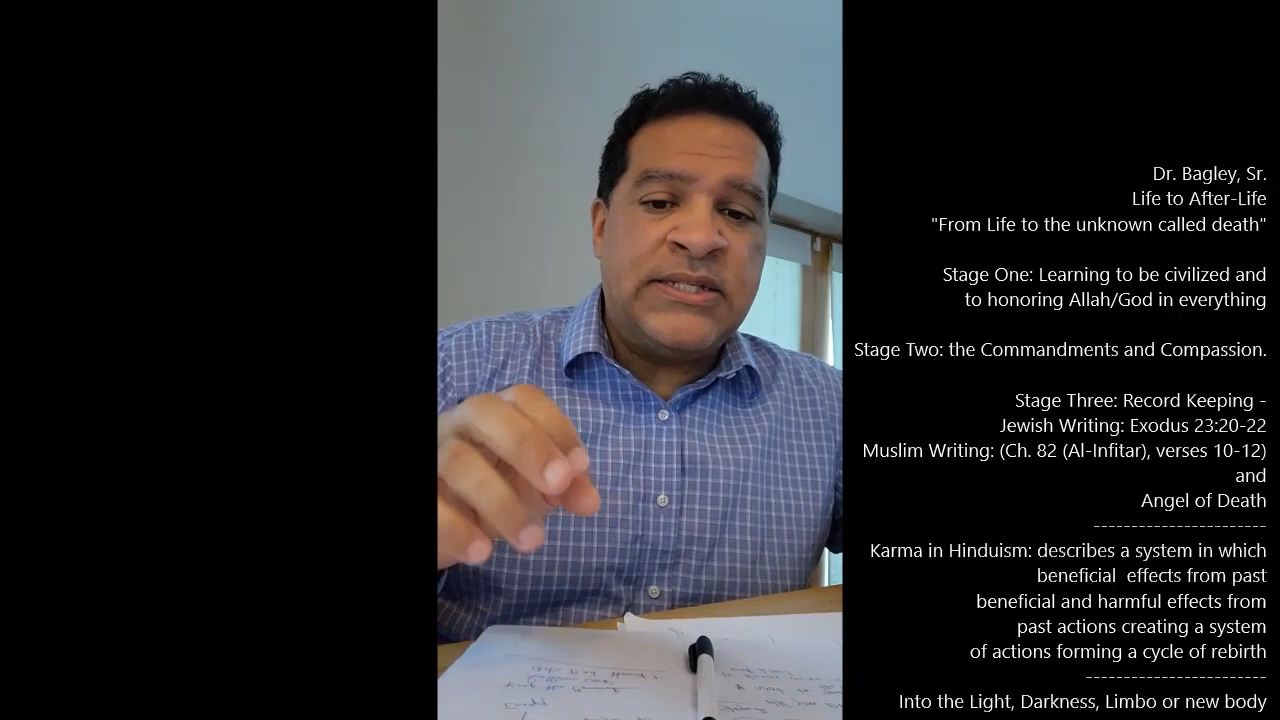 Dr. Bagley, Sr.
Life to After-Life
"From Life to the unknown called death"
Stage One: Learning to be civilized and
to honoring Allah/God in everything
Stage Two: the Commandments and Compassion.
Stage Three: Record Keeping -
Jewish Writing: Exodus 23:20-22
Muslim Writing: (Ch. 82 (Al-Infitar), verses 10-12)
and
Angel of Death
-----------------------
Karma in Hinduism: describes a system in which
beneficial  effects from past
beneficial and harmful effects from
past actions creating a system
of actions forming a cycle of rebirth
------------------------
Into the Light, Darkness, Limbo or new body